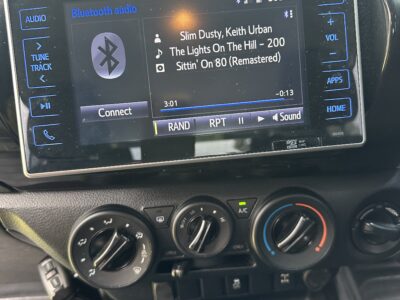 AUDIO
Bluetooth audio
Slim Dusty, Keith Urban
The Lights On The Hill - 200
Sittin' On 80 (Remastered)
3:01
-0:13
Connect
RAND
RPT
Sound
TUNE
TRACK
+
VOL
-
APPS
HOME
A/C